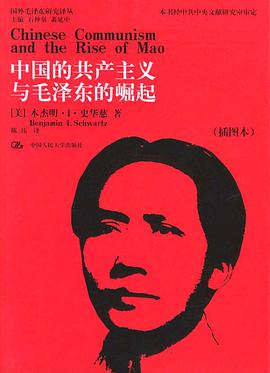 国外毛泽东研究译丛
主编 石仲泉 萧延中
本书经中共中央文献研究室审定
Chinese Communism
and the Rise of Mao
中国的共产主义
与毛泽东的崛起
[美] 本杰明·I·史华慈 著
Benjamin I. Schwartz
陈玮 译
中国人民大学出版社
(插图本)